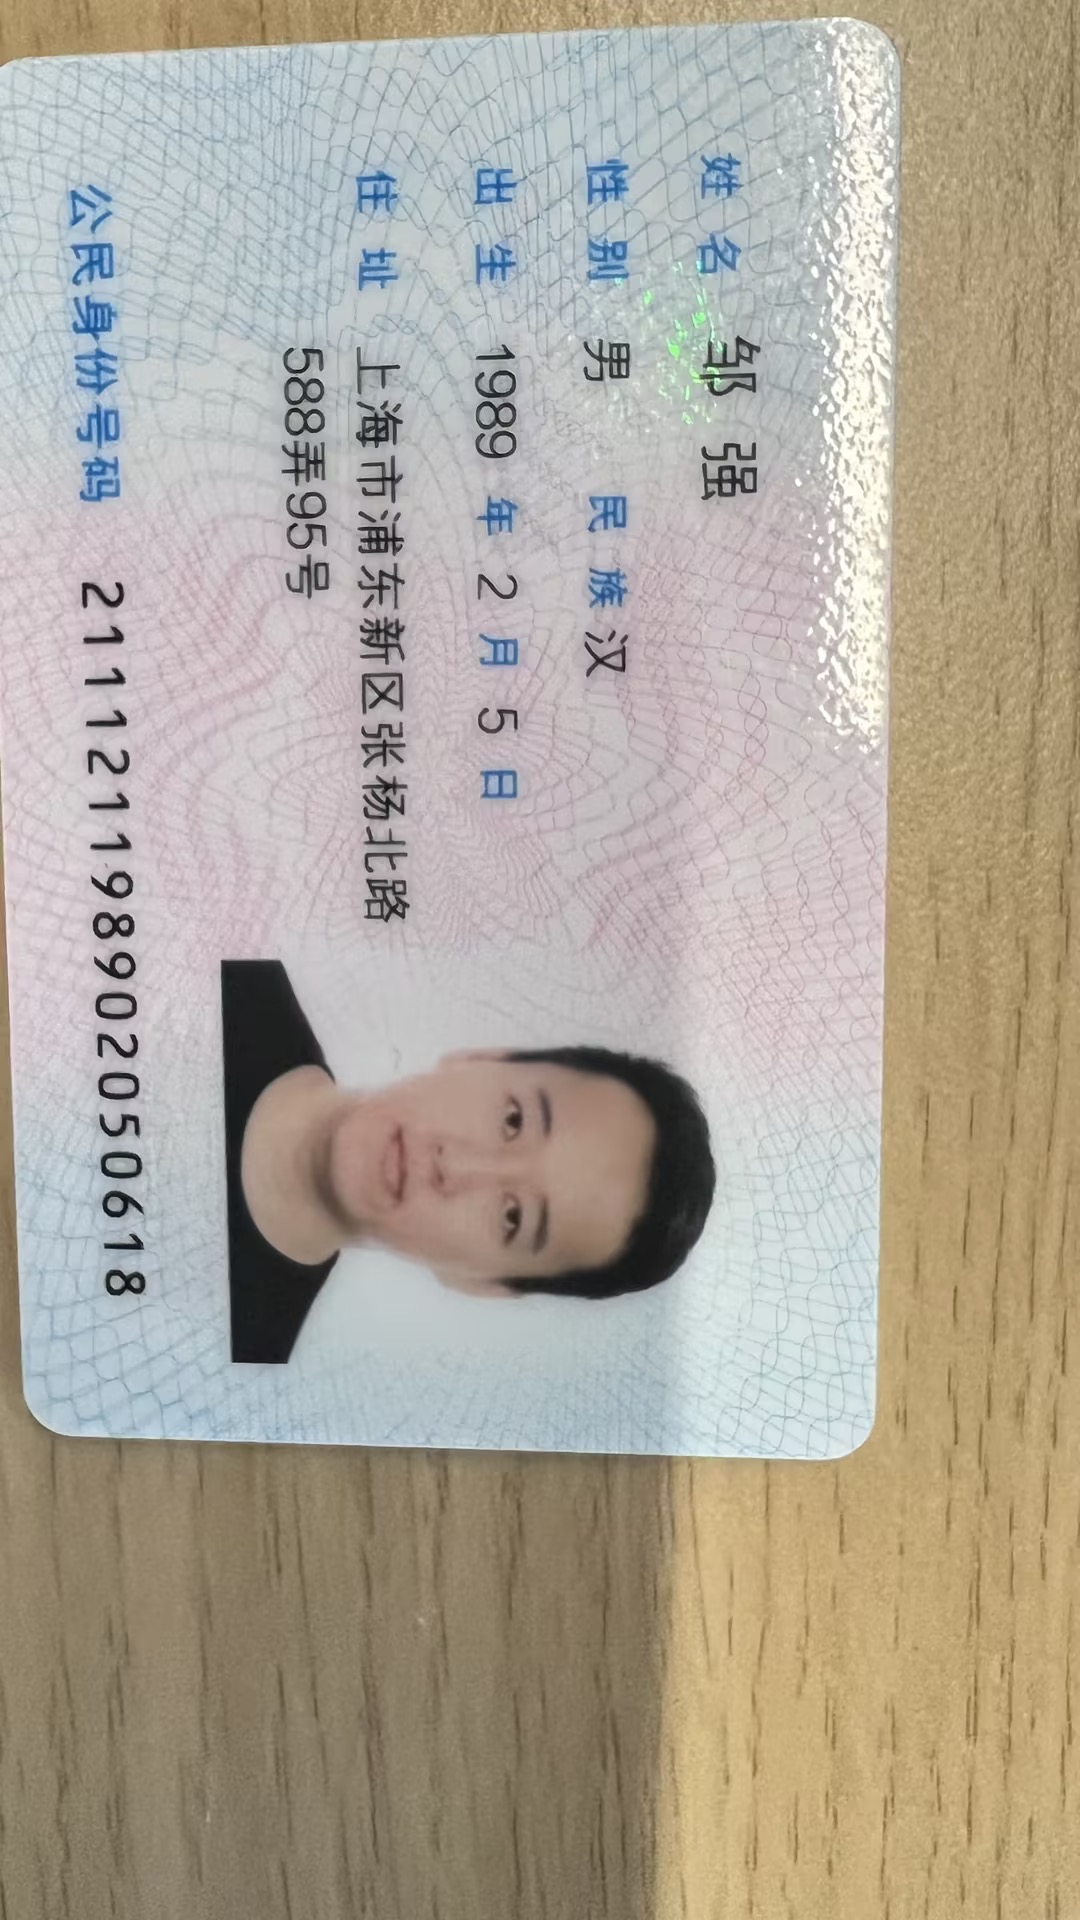 姓名 邹强
性别 男 民族 汉
出生 1989 年 2 月 5 日
住址 上海市浦东新区张杨北路
588弄95号
公民身份号码 211121198902050618